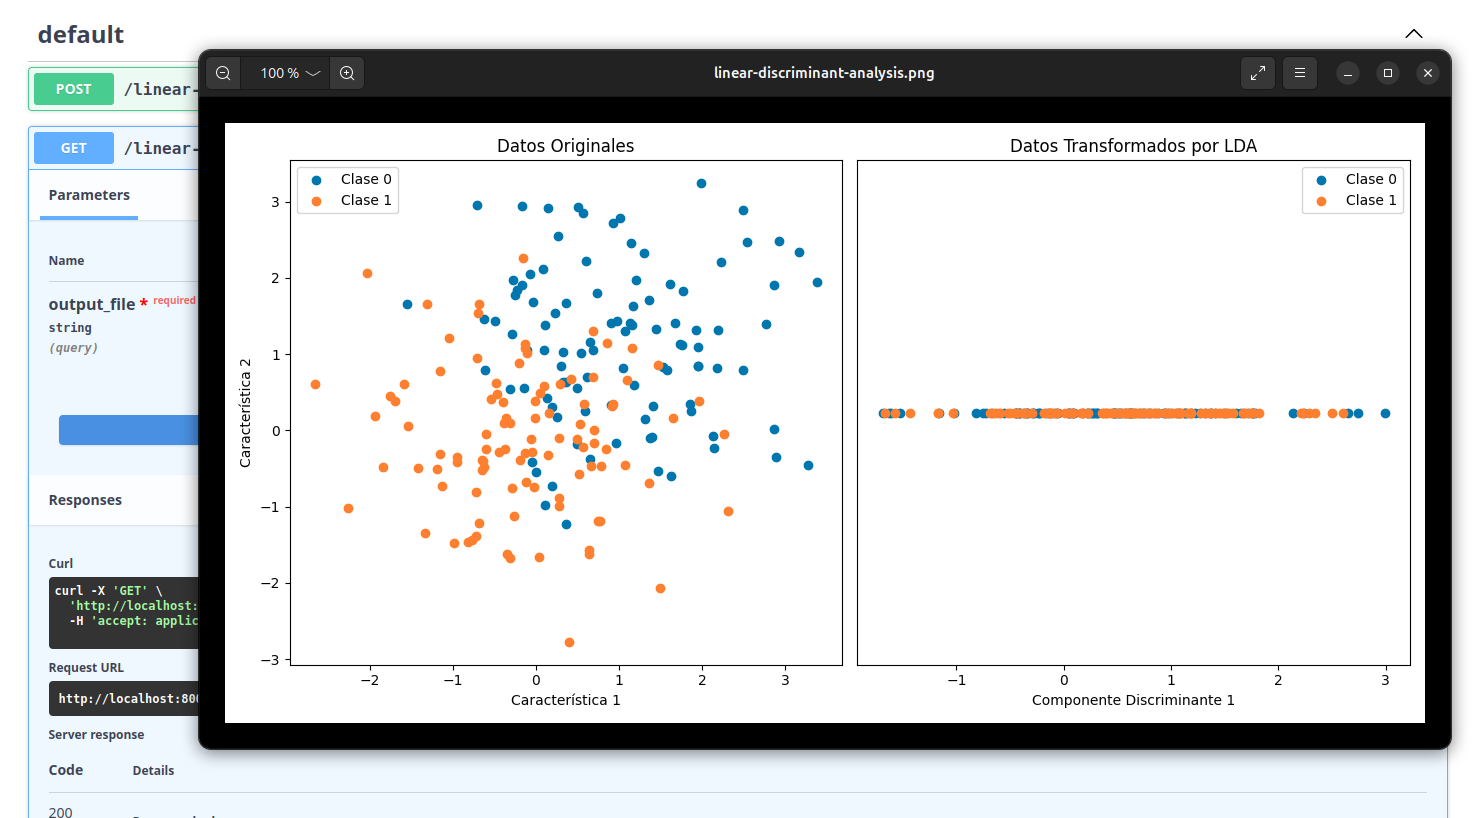 default
POST /linear-
GET /linear-
Parameters
Name
output_file * required
string
(query)
Responses
Curl
curl -X 'GET' \
'http://localhost:
-H 'accept: applic
Request URL
http://localhost:800
Server response
Code Details
200
100 %
linear-discriminant-analysis.png
Datos Originales
Clase 0
Clase 1
3
2
1
0
−1
−2
−3
Característica 2
−2 −1 0 1 2 3
Característica 1
Datos Transformados por LDA
Clase 0
Clase 1
−1 0 1 2 3
Componente Discriminante 1